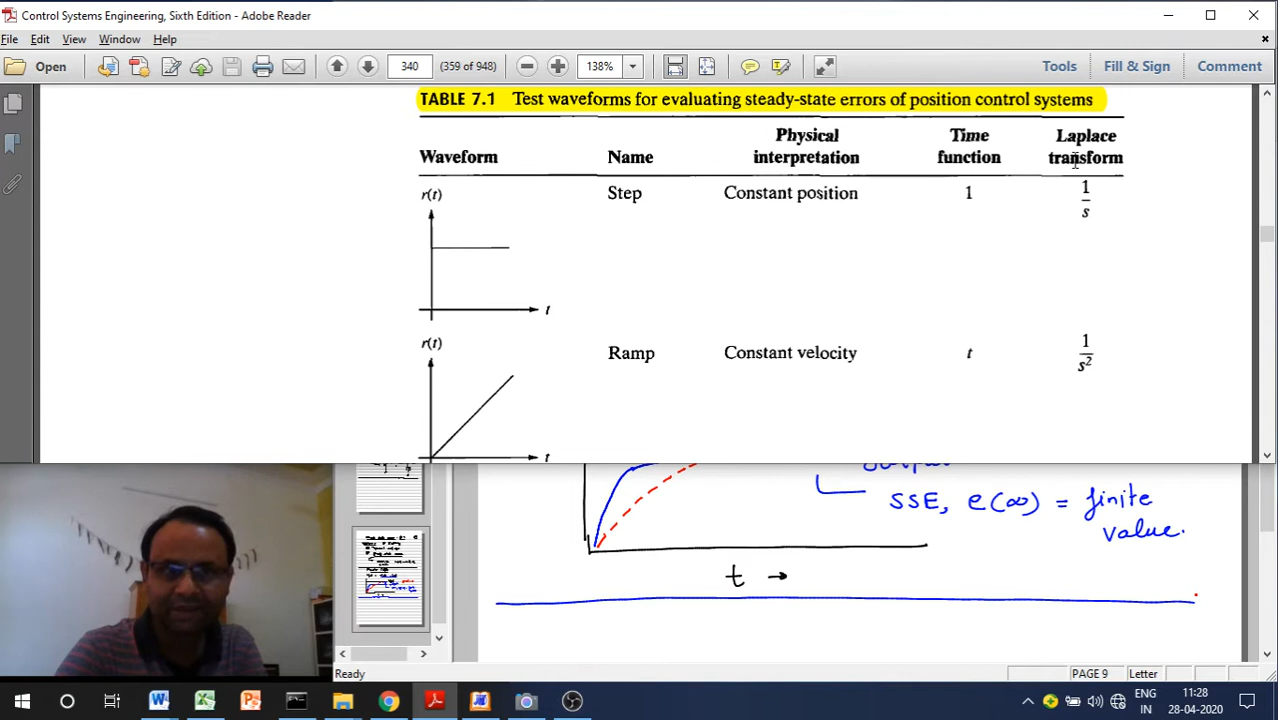 Control Systems Engineering, Sixth Edition - Adobe Reader
File Edit View Window Help
Open 340 (359 of 948) 138% Tools Fill & Sign Comment
TABLE 7.1 Test waveforms for evaluating steady-state errors of position control systems
Waveform Name Physical interpretation Time function Laplace transform
r(t) Step Constant position 1 1/s
t
r(t) Ramp Constant velocity t 1/s²
t
SSE, e(∞) = finite
value.
t →
Ready PAGE 9 Letter
ENG 11:28
IN 28-04-2020